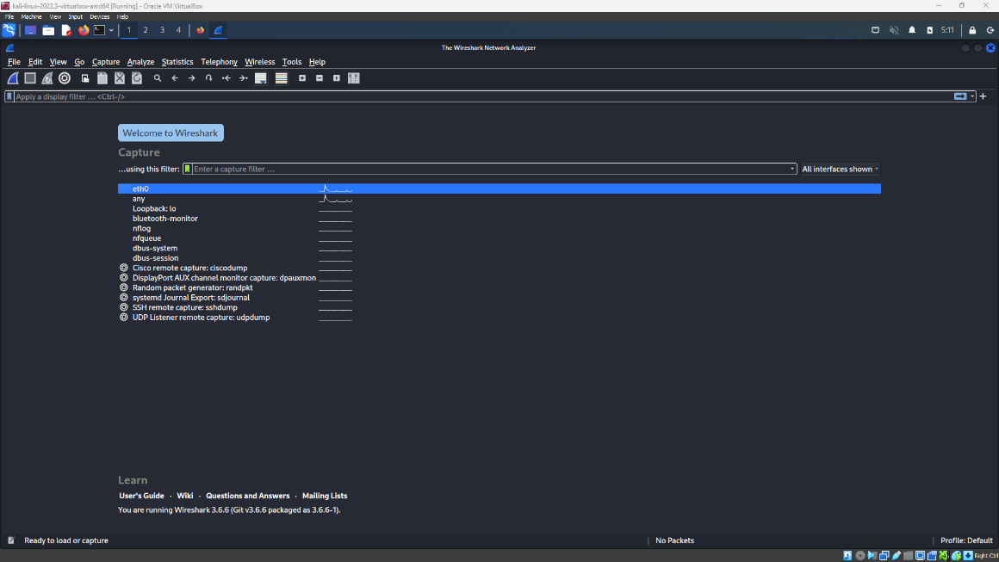 kali-linux-2022.3-virtualbox-amd64 [Running] - Oracle VM VirtualBox
File Machine View Input Devices Help
1 2 3 4 5:11
The Wireshark Network Analyzer
File Edit View Go Capture Analyze Statistics Telephony Wireless Tools Help
Apply a display filter ... <Ctrl-/>
Welcome to Wireshark
Capture
...using this filter: Enter a capture filter ... All interfaces shown
eth0
any
Loopback: lo
bluetooth-monitor
nflog
nfqueue
dbus-system
dbus-session
Cisco remote capture: ciscodump
DisplayPort AUX channel monitor capture: dpauxmon
Random packet generator: randpkt
systemd Journal Export: sdjournal
SSH remote capture: sshdump
UDP Listener remote capture: udpdump
Learn
User's Guide · Wiki · Questions and Answers · Mailing Lists
You are running Wireshark 3.6.6 (Git v3.6.6 packaged as 3.6.6-1).
Ready to load or capture No Packets Profile: Default
Right Ctrl